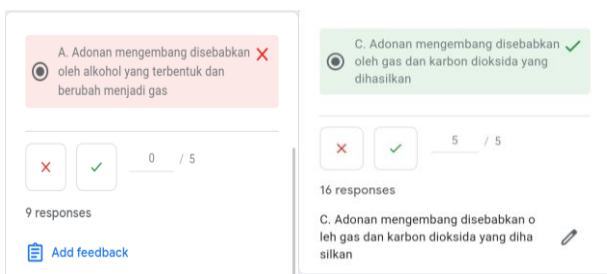 A. Adonan mengembang disebabkan
oleh alkohol yang terbentuk dan
berubah menjadi gas
0 / 5
9 responses
Add feedback
C. Adonan mengembang disebabkan
oleh gas dan karbon dioksida yang
dihasilkan
5 / 5
16 responses
C. Adonan mengembang disebabkan o
leh gas dan karbon dioksida yang diha
silkan